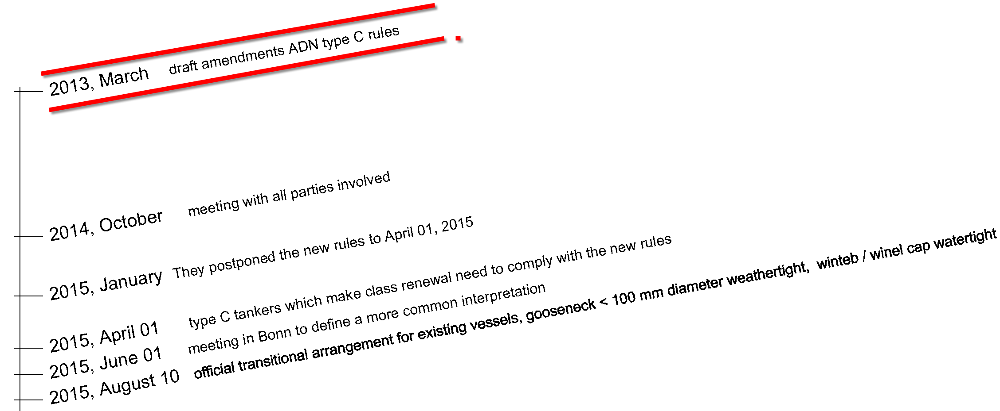 2013, March draft amendments ADN type C rules
2014, October meeting with all parties involved
2015, January They postponed the new rules to April 01, 2015
2015, April 01 type C tankers which make class renewal need to comply with the new rules
2015, June 01 meeting in Bonn to define a more common interpretation
2015, August 10 official transitional arrangement for existing vessels, gooseneck < 100 mm diameter weathertight, winteb / winel cap watertight